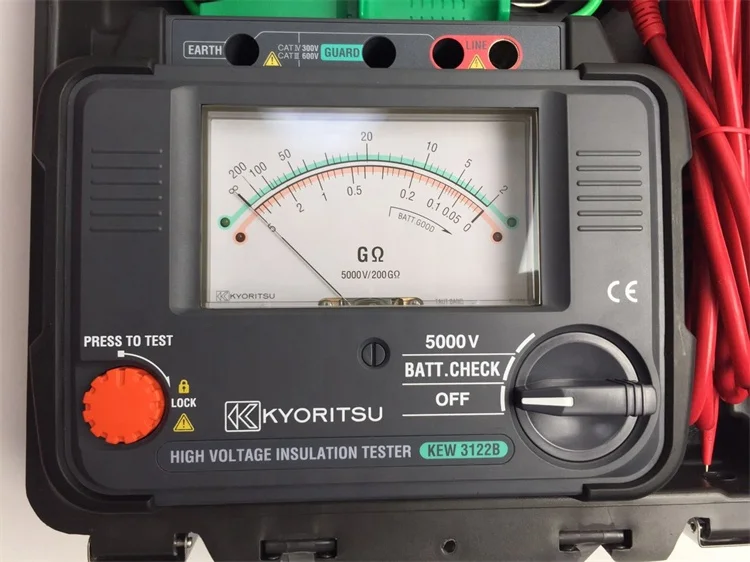 EARTH CAT.Ⅳ 300V GUARD LINE
CAT.Ⅲ 600V
∞ 200 100 50 20 10 5 2
5 2 1 0.5 0.2 0.1 0.05 0
BATT.GOOD
GΩ
5000V/200GΩ
KYORITSU
PRESS TO TEST
LOCK
5000V
BATT.CHECK
OFF
CE
KYORITSU
HIGH VOLTAGE INSULATION TESTER KEW 3122B